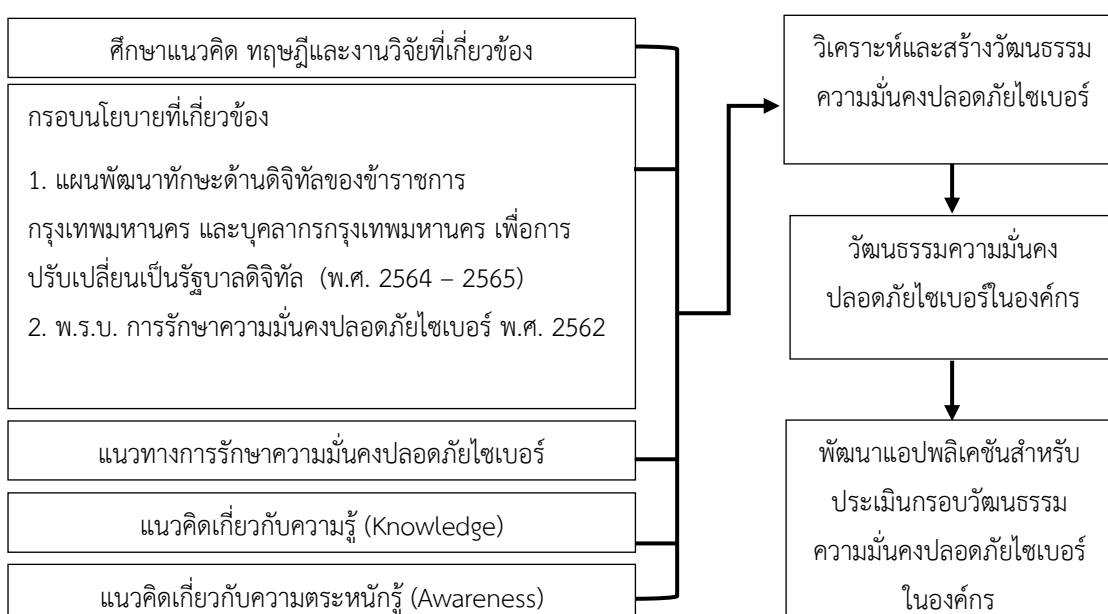 ศึกษาแนวคิด ทฤษฎีและงานวิจัยที่เกี่ยวข้อง
กรอบนโยบายที่เกี่ยวข้อง
1. แผนพัฒนาทักษะด้านดิจิทัลของข้าราชการ
กรุงเทพมหานคร และบุคลากรกรุงเทพมหานคร เพื่อการ
ปรับเปลี่ยนเป็นรัฐบาลดิจิทัล (พ.ศ. 2564 – 2565)
2. พ.ร.บ. การรักษาความมั่นคงปลอดภัยไซเบอร์ พ.ศ. 2562
แนวทางการรักษาความมั่นคงปลอดภัยไซเบอร์
แนวคิดเกี่ยวกับความรู้ (Knowledge)
แนวคิดเกี่ยวกับความตระหนักรู้ (Awareness)
วิเคราะห์และสร้างวัฒนธรรม
ความมั่นคงปลอดภัยไซเบอร์
วัฒนธรรมความมั่นคง
ปลอดภัยไซเบอร์ในองค์กร
พัฒนาแอปพลิเคชันสำหรับ
ประเมินกรอบวัฒนธรรม
ความมั่นคงปลอดภัยไซเบอร์
ในองค์กร